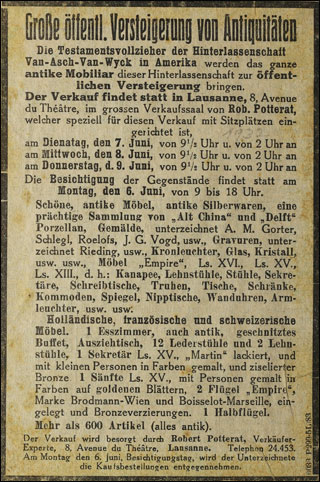 Große öffentl. Versteigerung von Antiquitäten
Die Testamentsvollzieher der Hinterlassenschaft
Van-Asch-Van-Wyck in Amerika werden das ganze
antike Mobiliar dieser Hinterlassenschaft zur öffent-
lichen Versteigerung bringen.
Der Verkauf findet statt in Lausanne, 8, Avenue
du Théâtre, im grossen Verkaufssaal von Rob. Potterat,
welcher speziell für diesen Verkauf mit Sitzplätzen ein-
gerichtet ist,
am Dienstag, den 7. Juni, von 9¹/₂ Uhr u. von 2 Uhr an
am Mittwoch, den 8. Juni, von 9¹/₂ Uhr u. von 2 Uhr an
am Donnerstag, d. 9. Juni, von 9¹/₂ Uhr u. von 2 Uhr an
Die Besichtigung der Gegenstände findet statt am
Montag, den 6. Juni, von 9 bis 18 Uhr.
Schöne, antike Möbel, antike Silberwaren, eine
prächtige Sammlung von „Alt China" und „Delft"
Porzellan, Gemälde, unterzeichnet A. M. Gorter,
Schlegl, Roelofs, J. G. Vogd, usw., Gravuren, unter-
zeichnet Rieding, usw., Kronleuchter, Glas, Kristall,
usw. usw., Möbel „Empire", Ls. XVI., Ls. XV.,
Ls. XIII., d. h.: Kanapee, Lehnstühle, Stühle, Sekre-
täre, Schreibtische, Truhen, Tische, Schränke,
Kommoden, Spiegel, Nipptische, Wanduhren, Arm-
leuchter, usw. usw.
Holländische, französische und schweizerische
Möbel. 1 Esszimmer, auch antik, geschnitztes
Buffet, Ausziehtisch, 12 Lederstühle und 2 Lehn-
stühle, 1 Sekretär Ls. XV., „Martin" lackiert, und
mit kleinen Personen in Farben gemalt, und ziselierter
Bronze 1 Sänfte Ls. XV., mit Personen gemalt in
Farben auf goldenen Blättern, 2 Flügel „Empire",
Marke Brodmann-Wien und Boisselot-Marseille, ein-
gelegt und Bronzeverzierungen. 1 Halbflügel.
Mehr als 600 Artikel (alles antik).
Der Verkauf wird besorgt durch Robert Potterat, Verkäufer-
Experte, 8, Avenue du Théâtre, Lausanne. Telephon 24.453.
Am Montag den 6. juni, Besichtigungstag, wird der Unterzeichnete
die Kaufsbestellungen entgegennehmen.